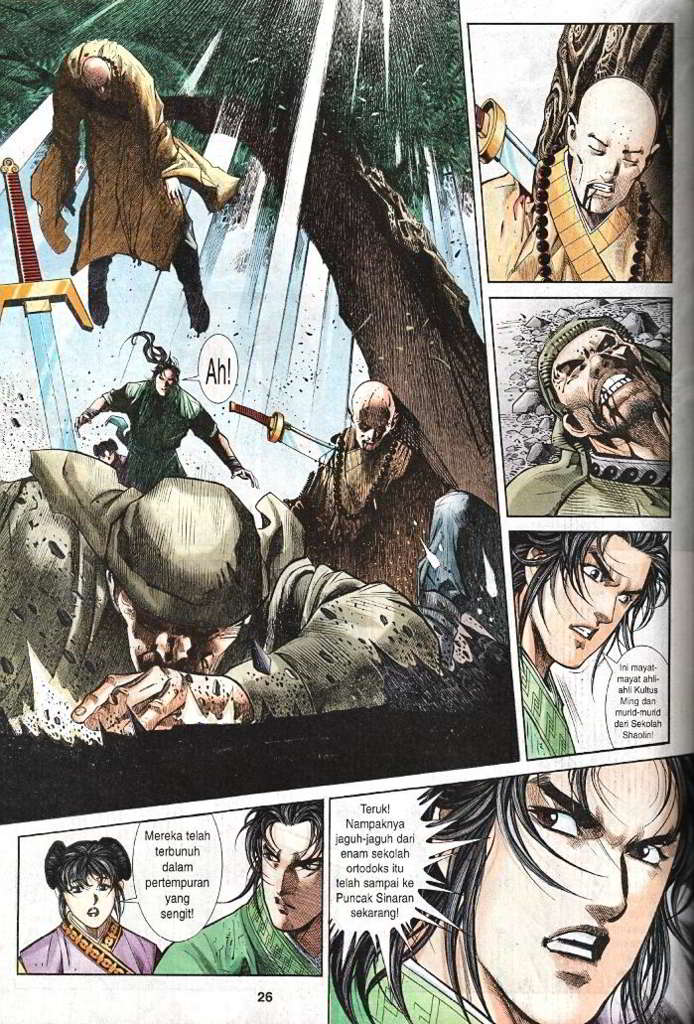 Ah!
Ini mayat-
mayat ahli-
ahli Kultus
Ming dan
murid-murid
dari Sekolah
Shaolin!
Mereka telah
terbunuh
dalam
pertempuran
yang
sengit!
Teruk!
Nampaknya
jaguh-jaguh dari
enam sekolah
ortodoks itu
telah sampai ke
Puncak Sinaran
sekarang!
26